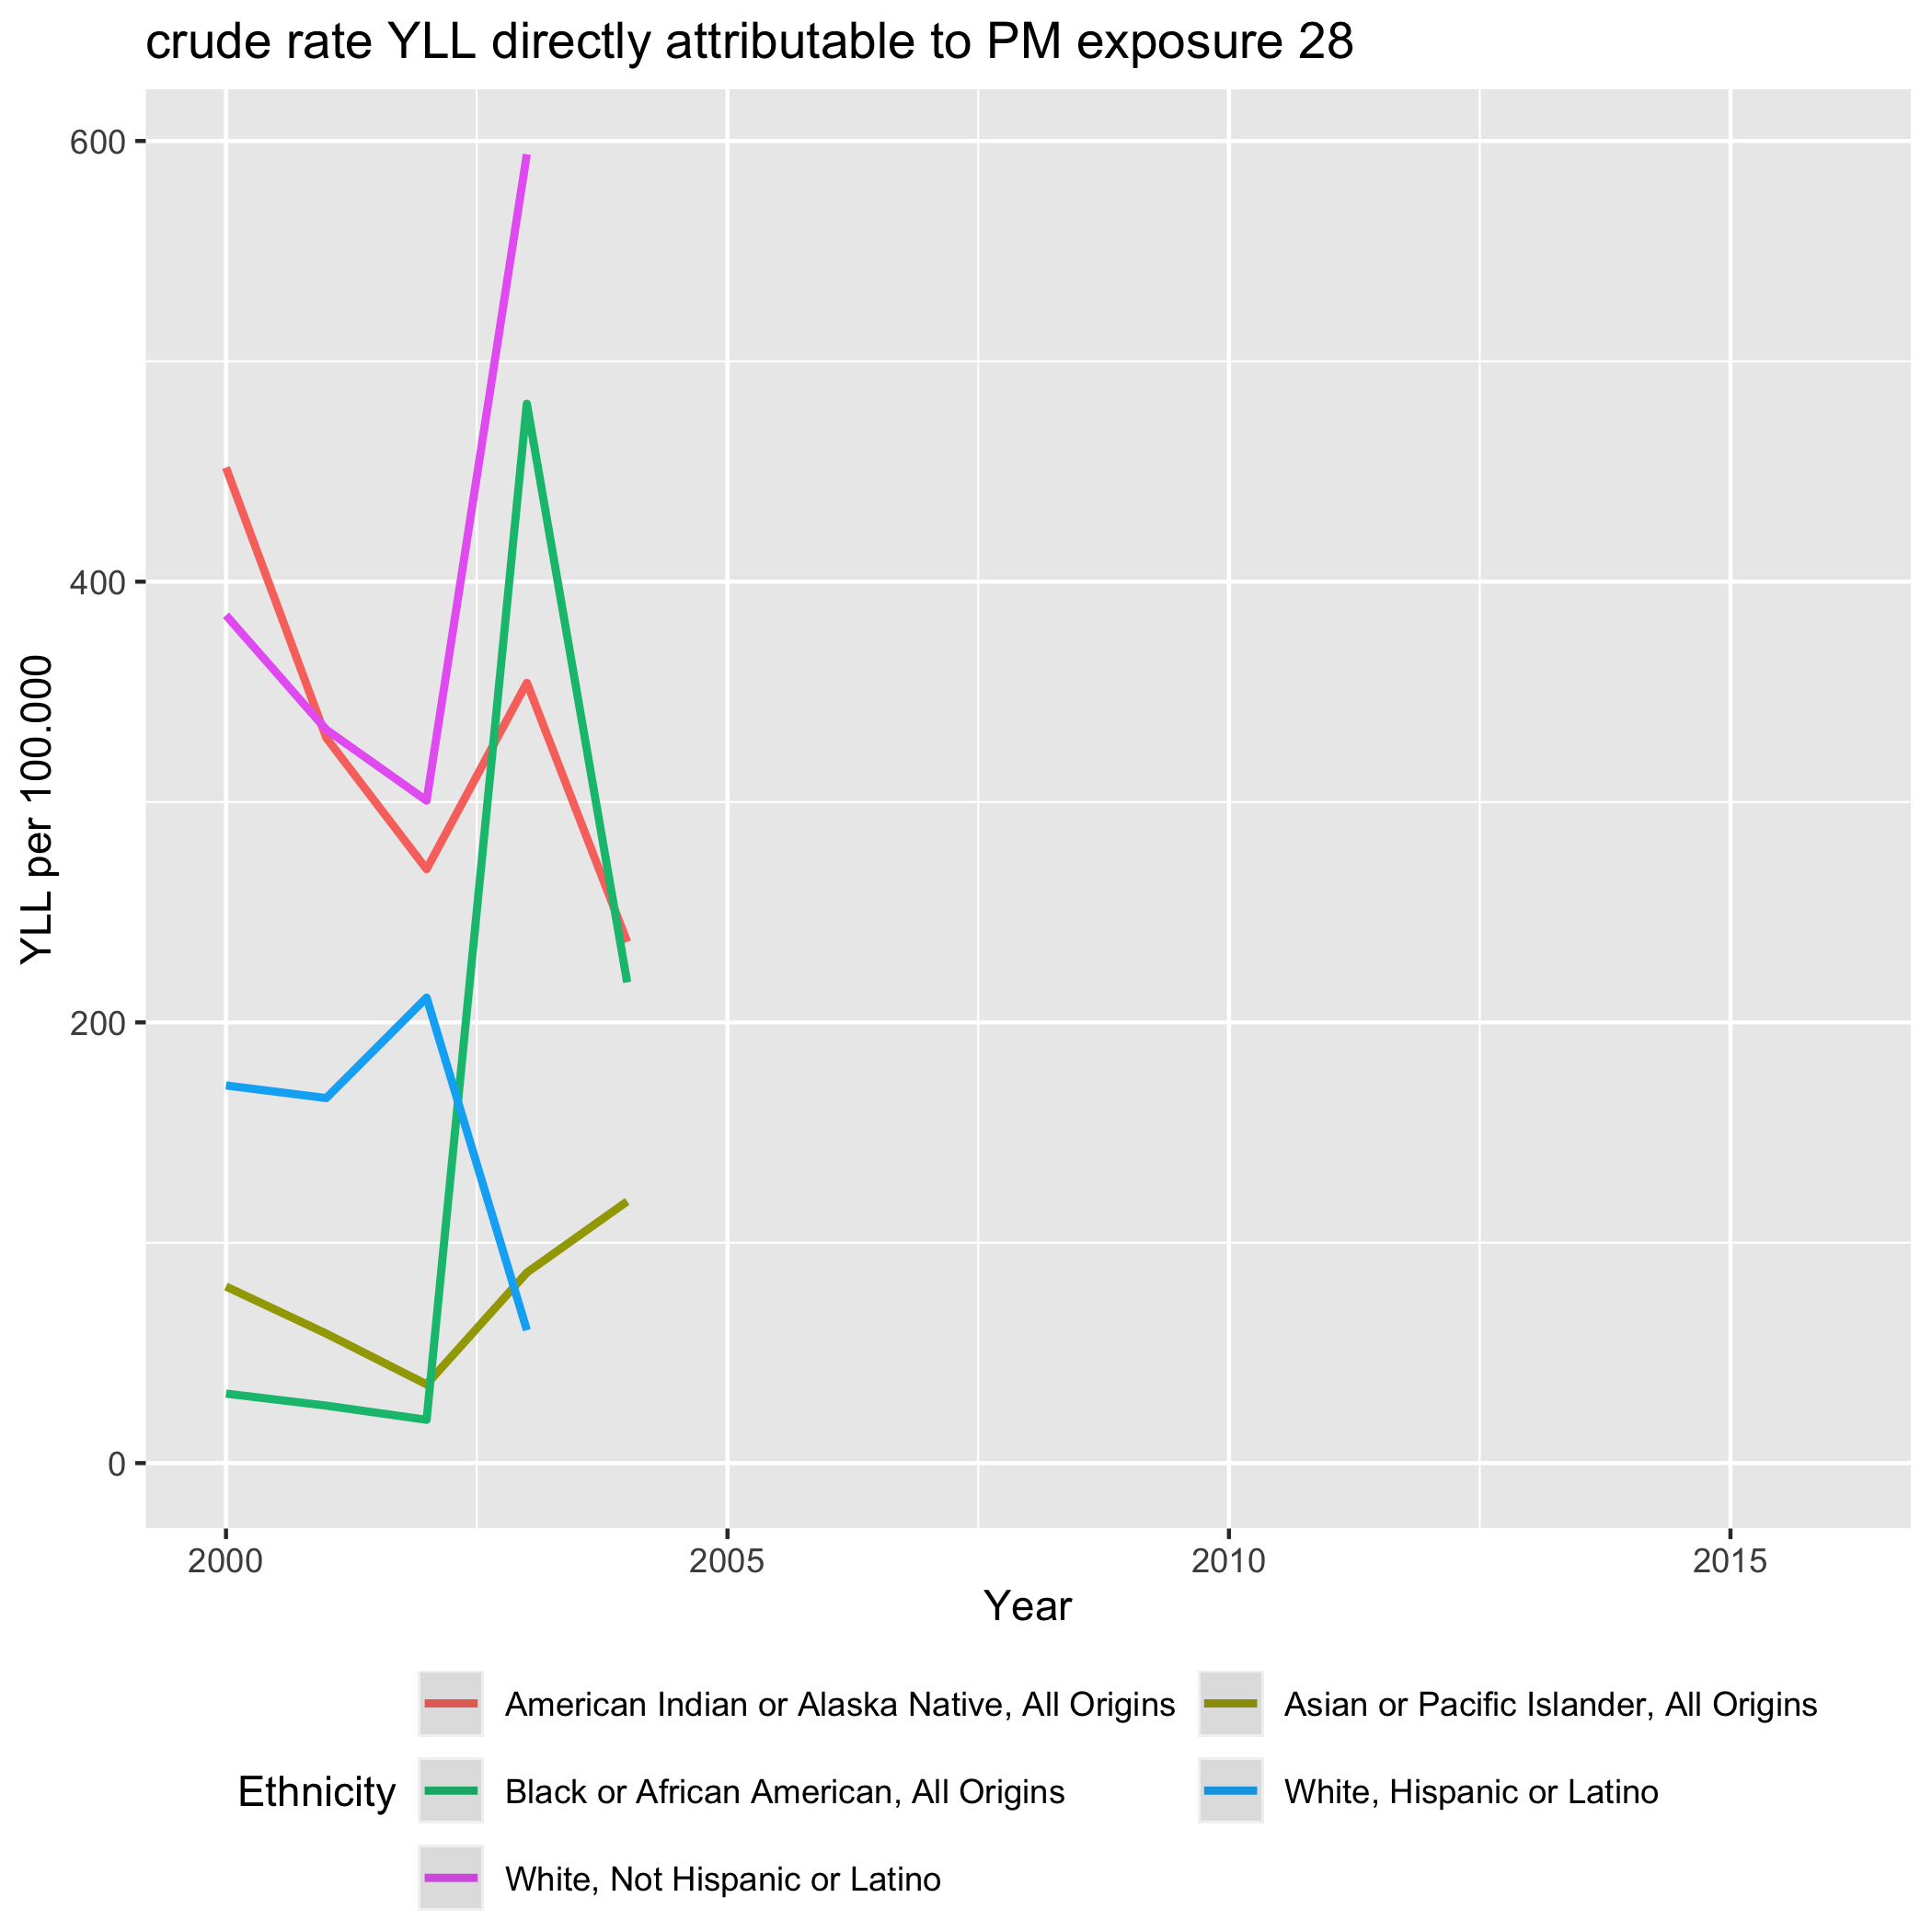 crude rate YLL directly attributable to PM exposure 28
YLL per 100.000
600
400
200
0
2000 2005 2010 2015
Year
Ethnicity
American Indian or Alaska Native, All Origins
Asian or Pacific Islander, All Origins
Black or African American, All Origins
White, Hispanic or Latino
White, Not Hispanic or Latino